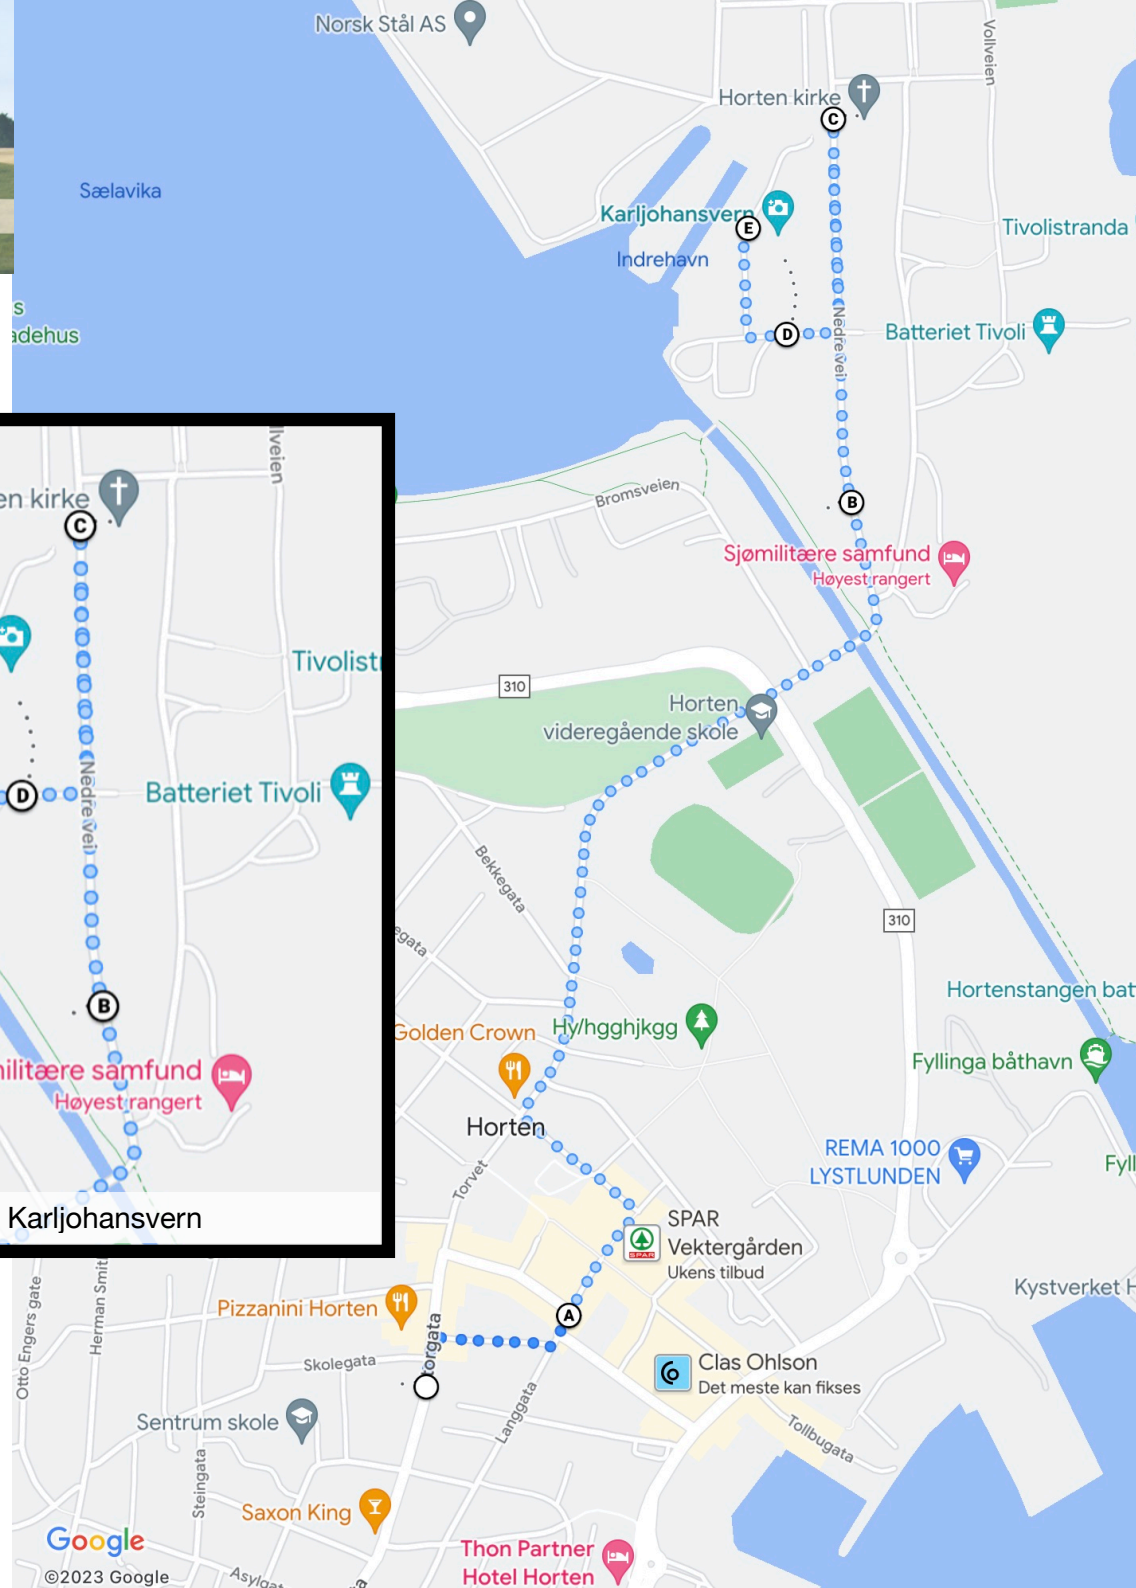 Norsk Stål AS
Vollveien
Horten kirke
C
Sælavika
Karljohansvern
E
Tivolistranda
Indrehavn
s
adehus
D
Nedre vei
Batteriet Tivoli
Bromsveien
B
Sjømilitære samfund
Høyest rangert
lveien
en kirke
C
Tivolistr
D
Nedre vei
Batteriet Tivoli
B
ilitære samfund
Høyest rangert
Karljohansvern
310
Horten
videregående skole
Bekkegata
310
egata
Hortenstangen bat
Golden Crown
Hy/hgghjkgg
Fyllinga båthavn
Horten
REMA 1000
LYSTLUNDEN
Fyll
Torvet
SPAR
Vektergården
Ukens tilbud
SPAR
Otto Engers gate
Herman Smit
Kystverket H
Pizzanini Horten
A
torgata
Skolegata
Clas Ohlson
Det meste kan fikses
Sentrum skole
Langgata
Tollbugata
Steingata
Saxon King
Google
©2023 Google
Asylgat
Thon Partner
Hotel Horten